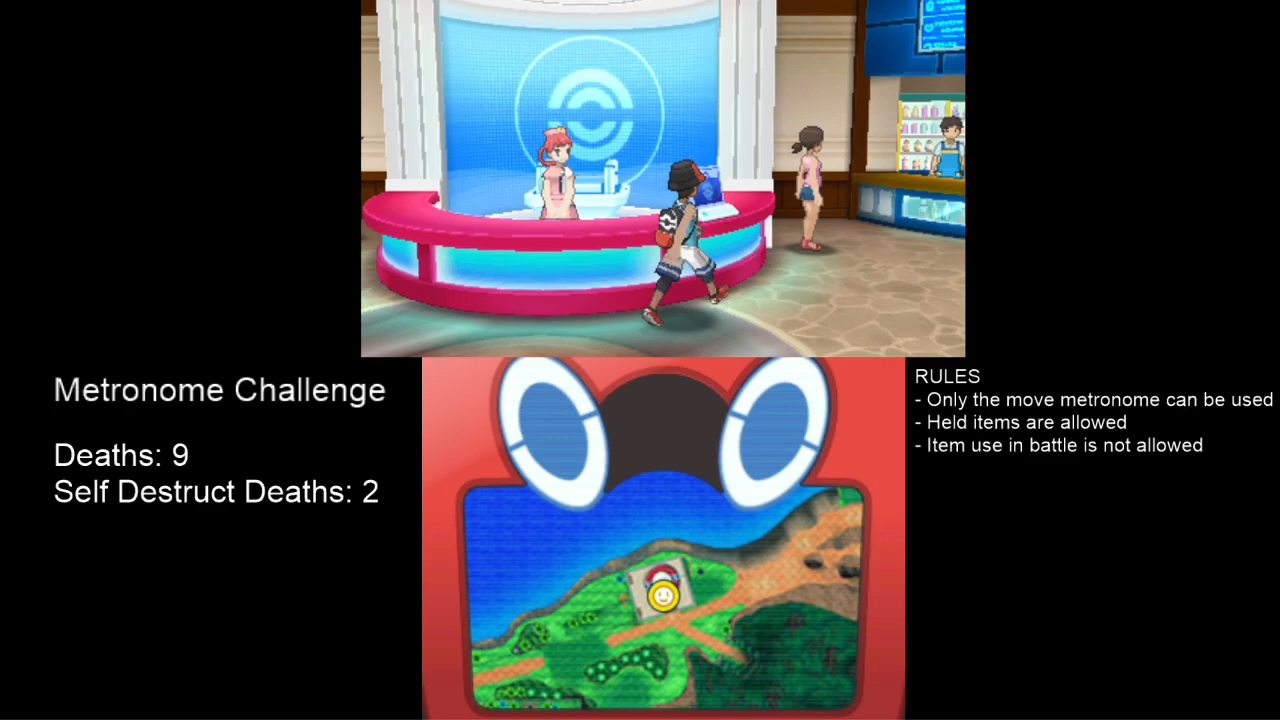 Metronome Challenge
Deaths: 9
Self Destruct Deaths: 2
RULES
- Only the move metronome can be used
- Held items are allowed
- Item use in battle is not allowed